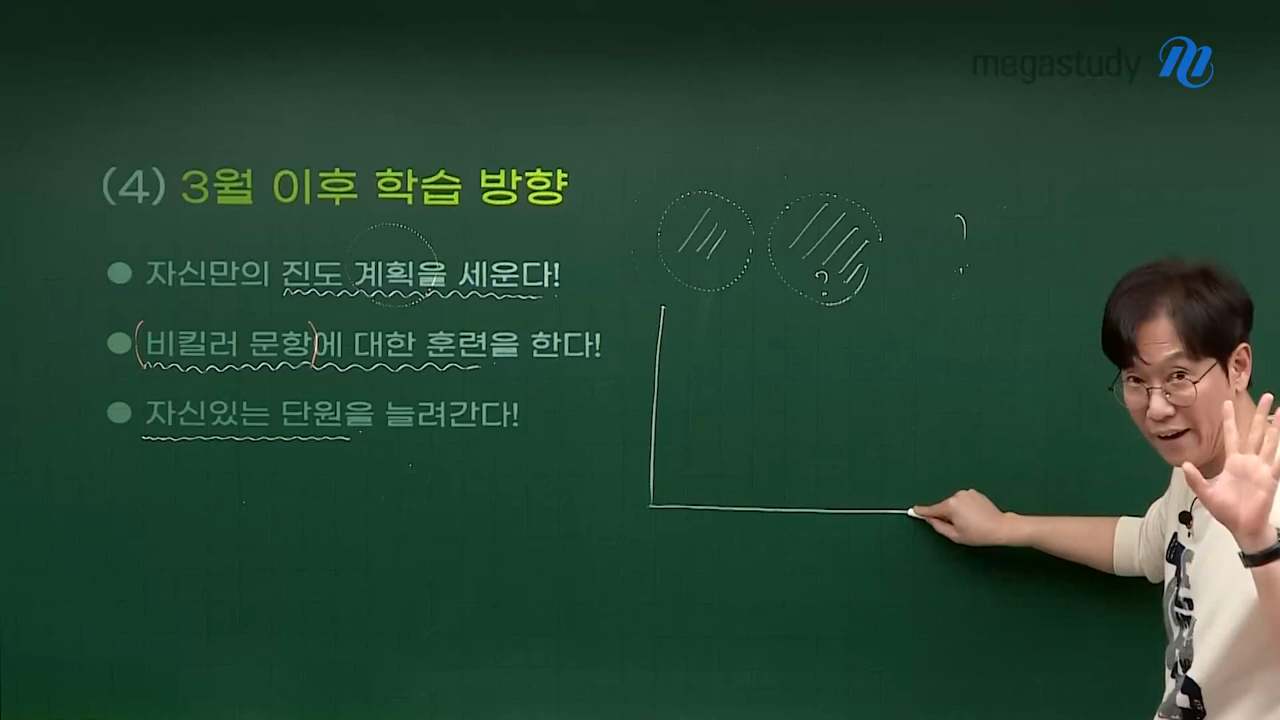 megastudy
(4) 3월 이후 학습 방향
● 자신만의 진도 계획을 세운다!
● (비킬러 문항)에 대한 훈련을 한다!
● 자신있는 단원을 늘려간다!
?
?